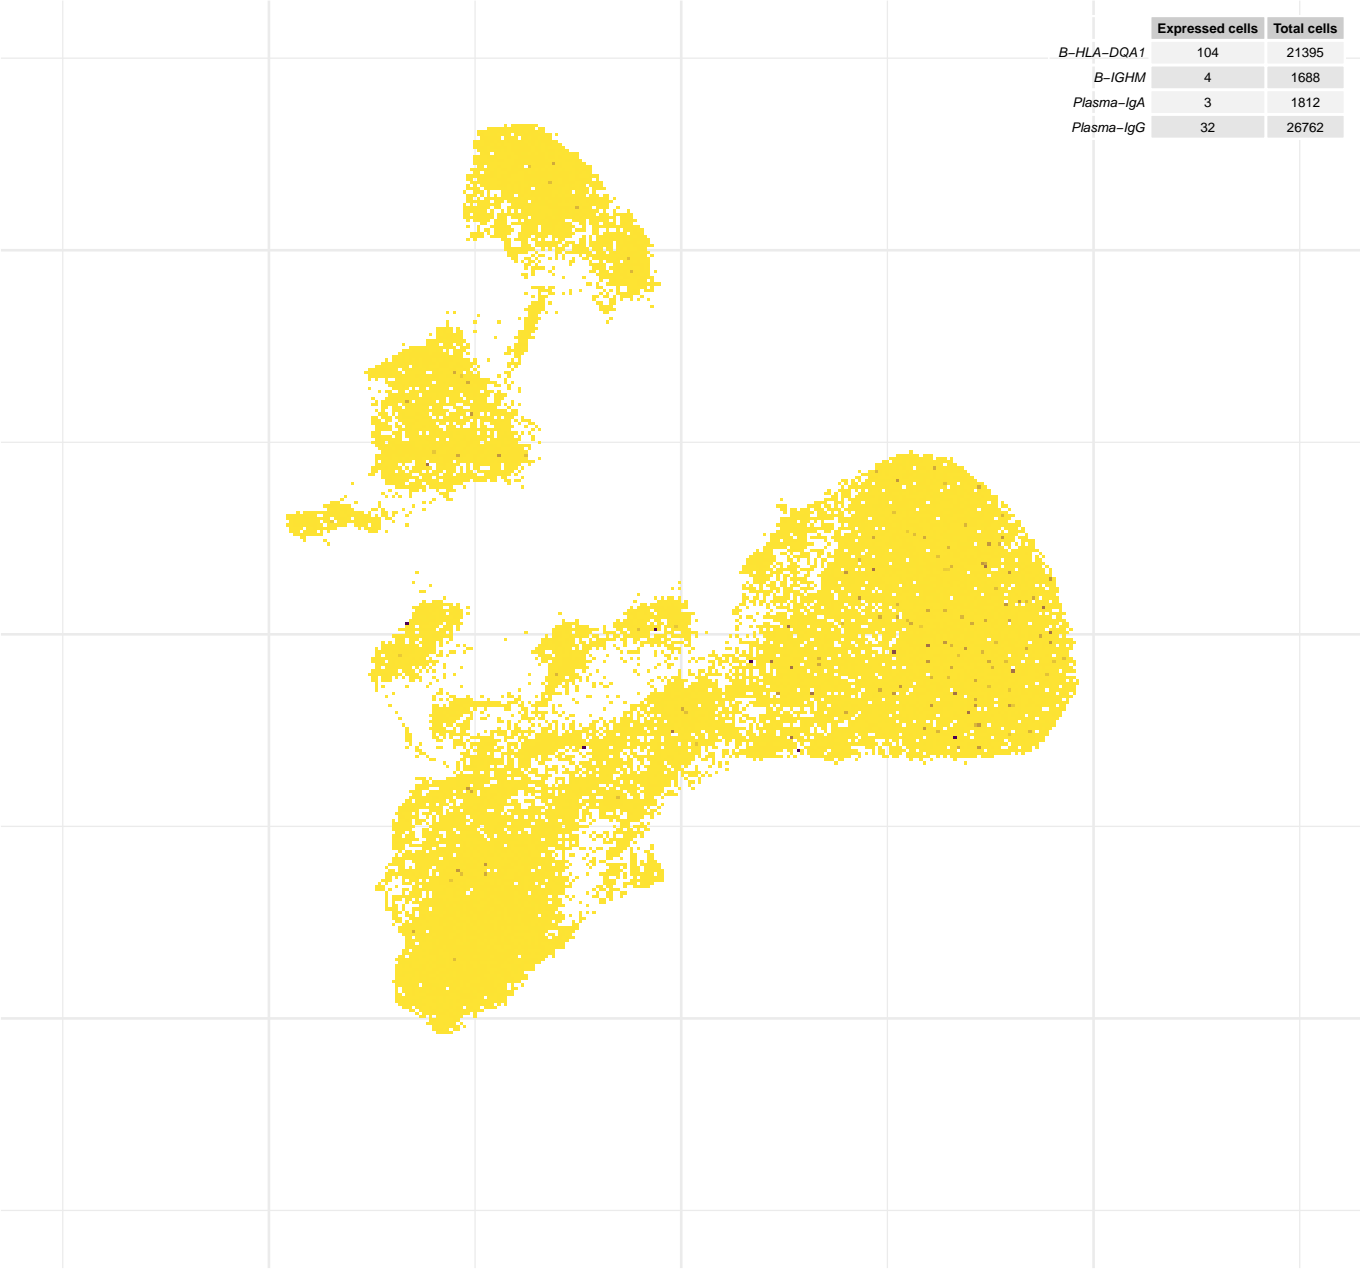 Expressed cells Total cells
B−HLA−DQA1 104 21395
B−IGHM 4 1688
Plasma−IgA 3 1812
Plasma−IgG 32 26762